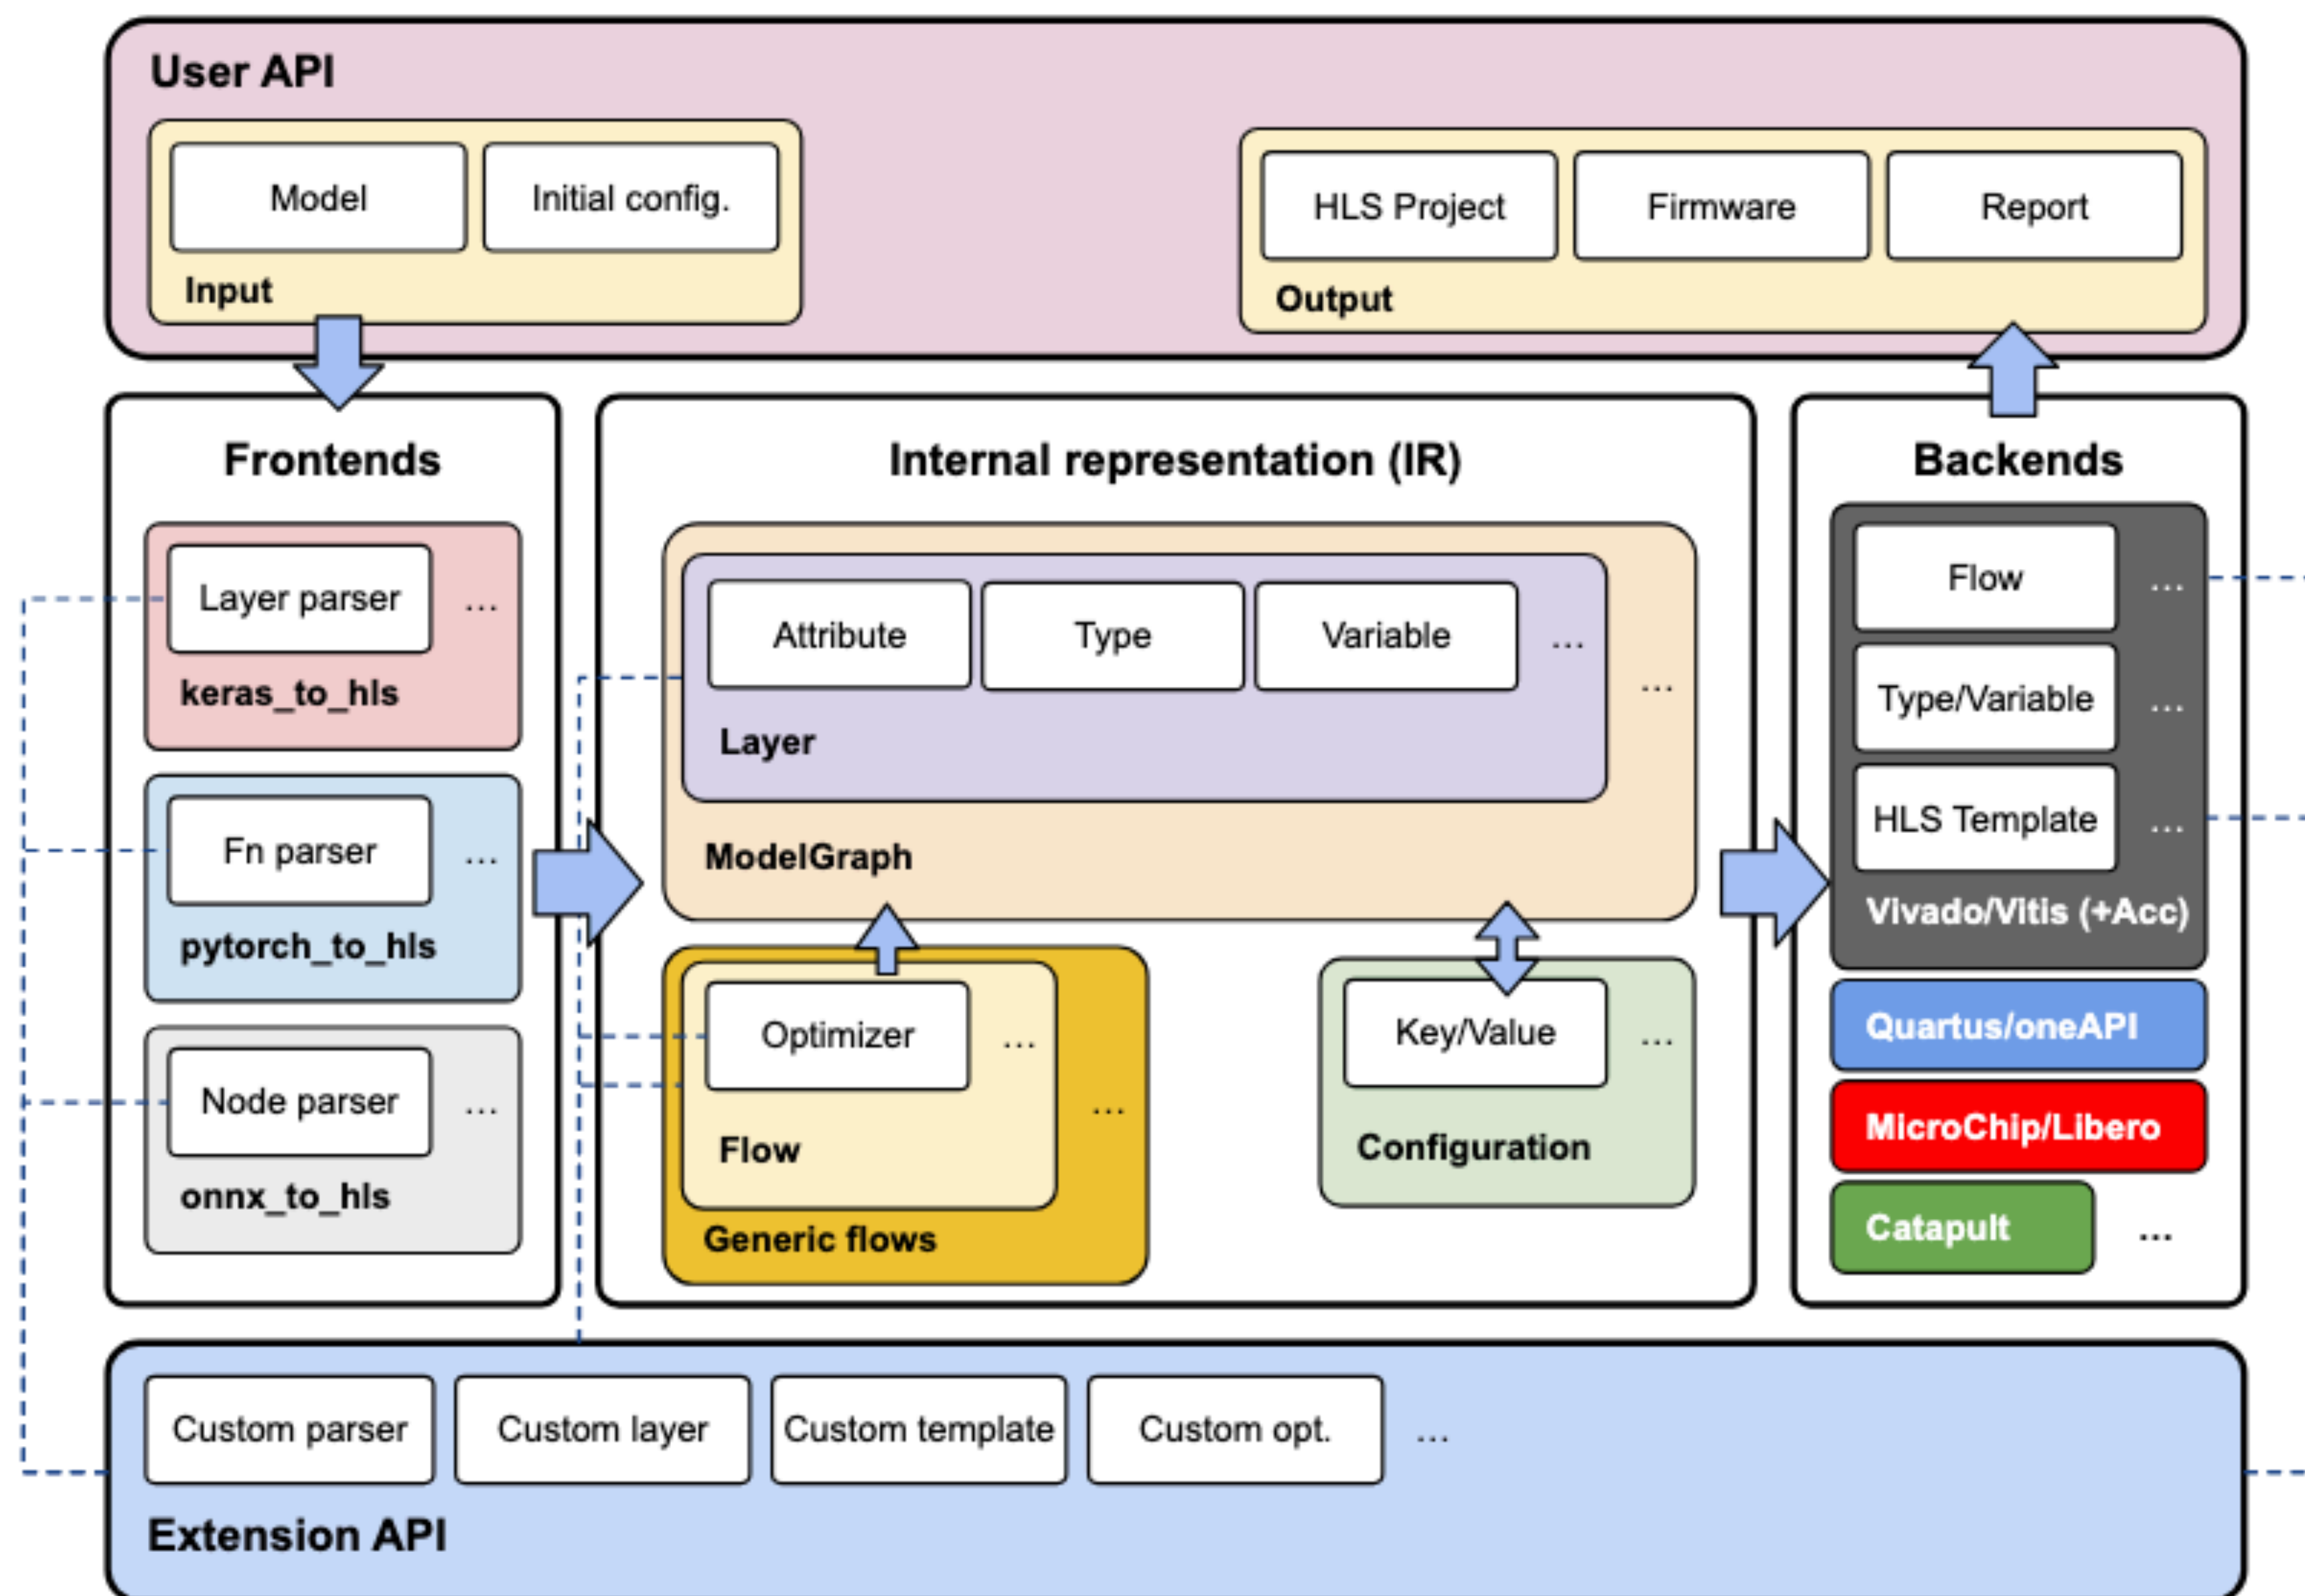 User API
Model
Initial config.
Input
HLS Project
Firmware
Report
Output
Frontends
Layer parser
...
keras_to_hls
Fn parser
...
pytorch_to_hls
Node parser
...
onnx_to_hls
Internal representation (IR)
Attribute
Type
Variable
...
Layer
...
ModelGraph
Optimizer
...
Flow
...
Generic flows
Key/Value
...
Configuration
Backends
Flow
...
Type/Variable
...
HLS Template
...
Vivado/Vitis (+Acc)
Quartus/oneAPI
MicroChip/Libero
Catapult
...
Custom parser
Custom layer
Custom template
Custom opt.
...
Extension API